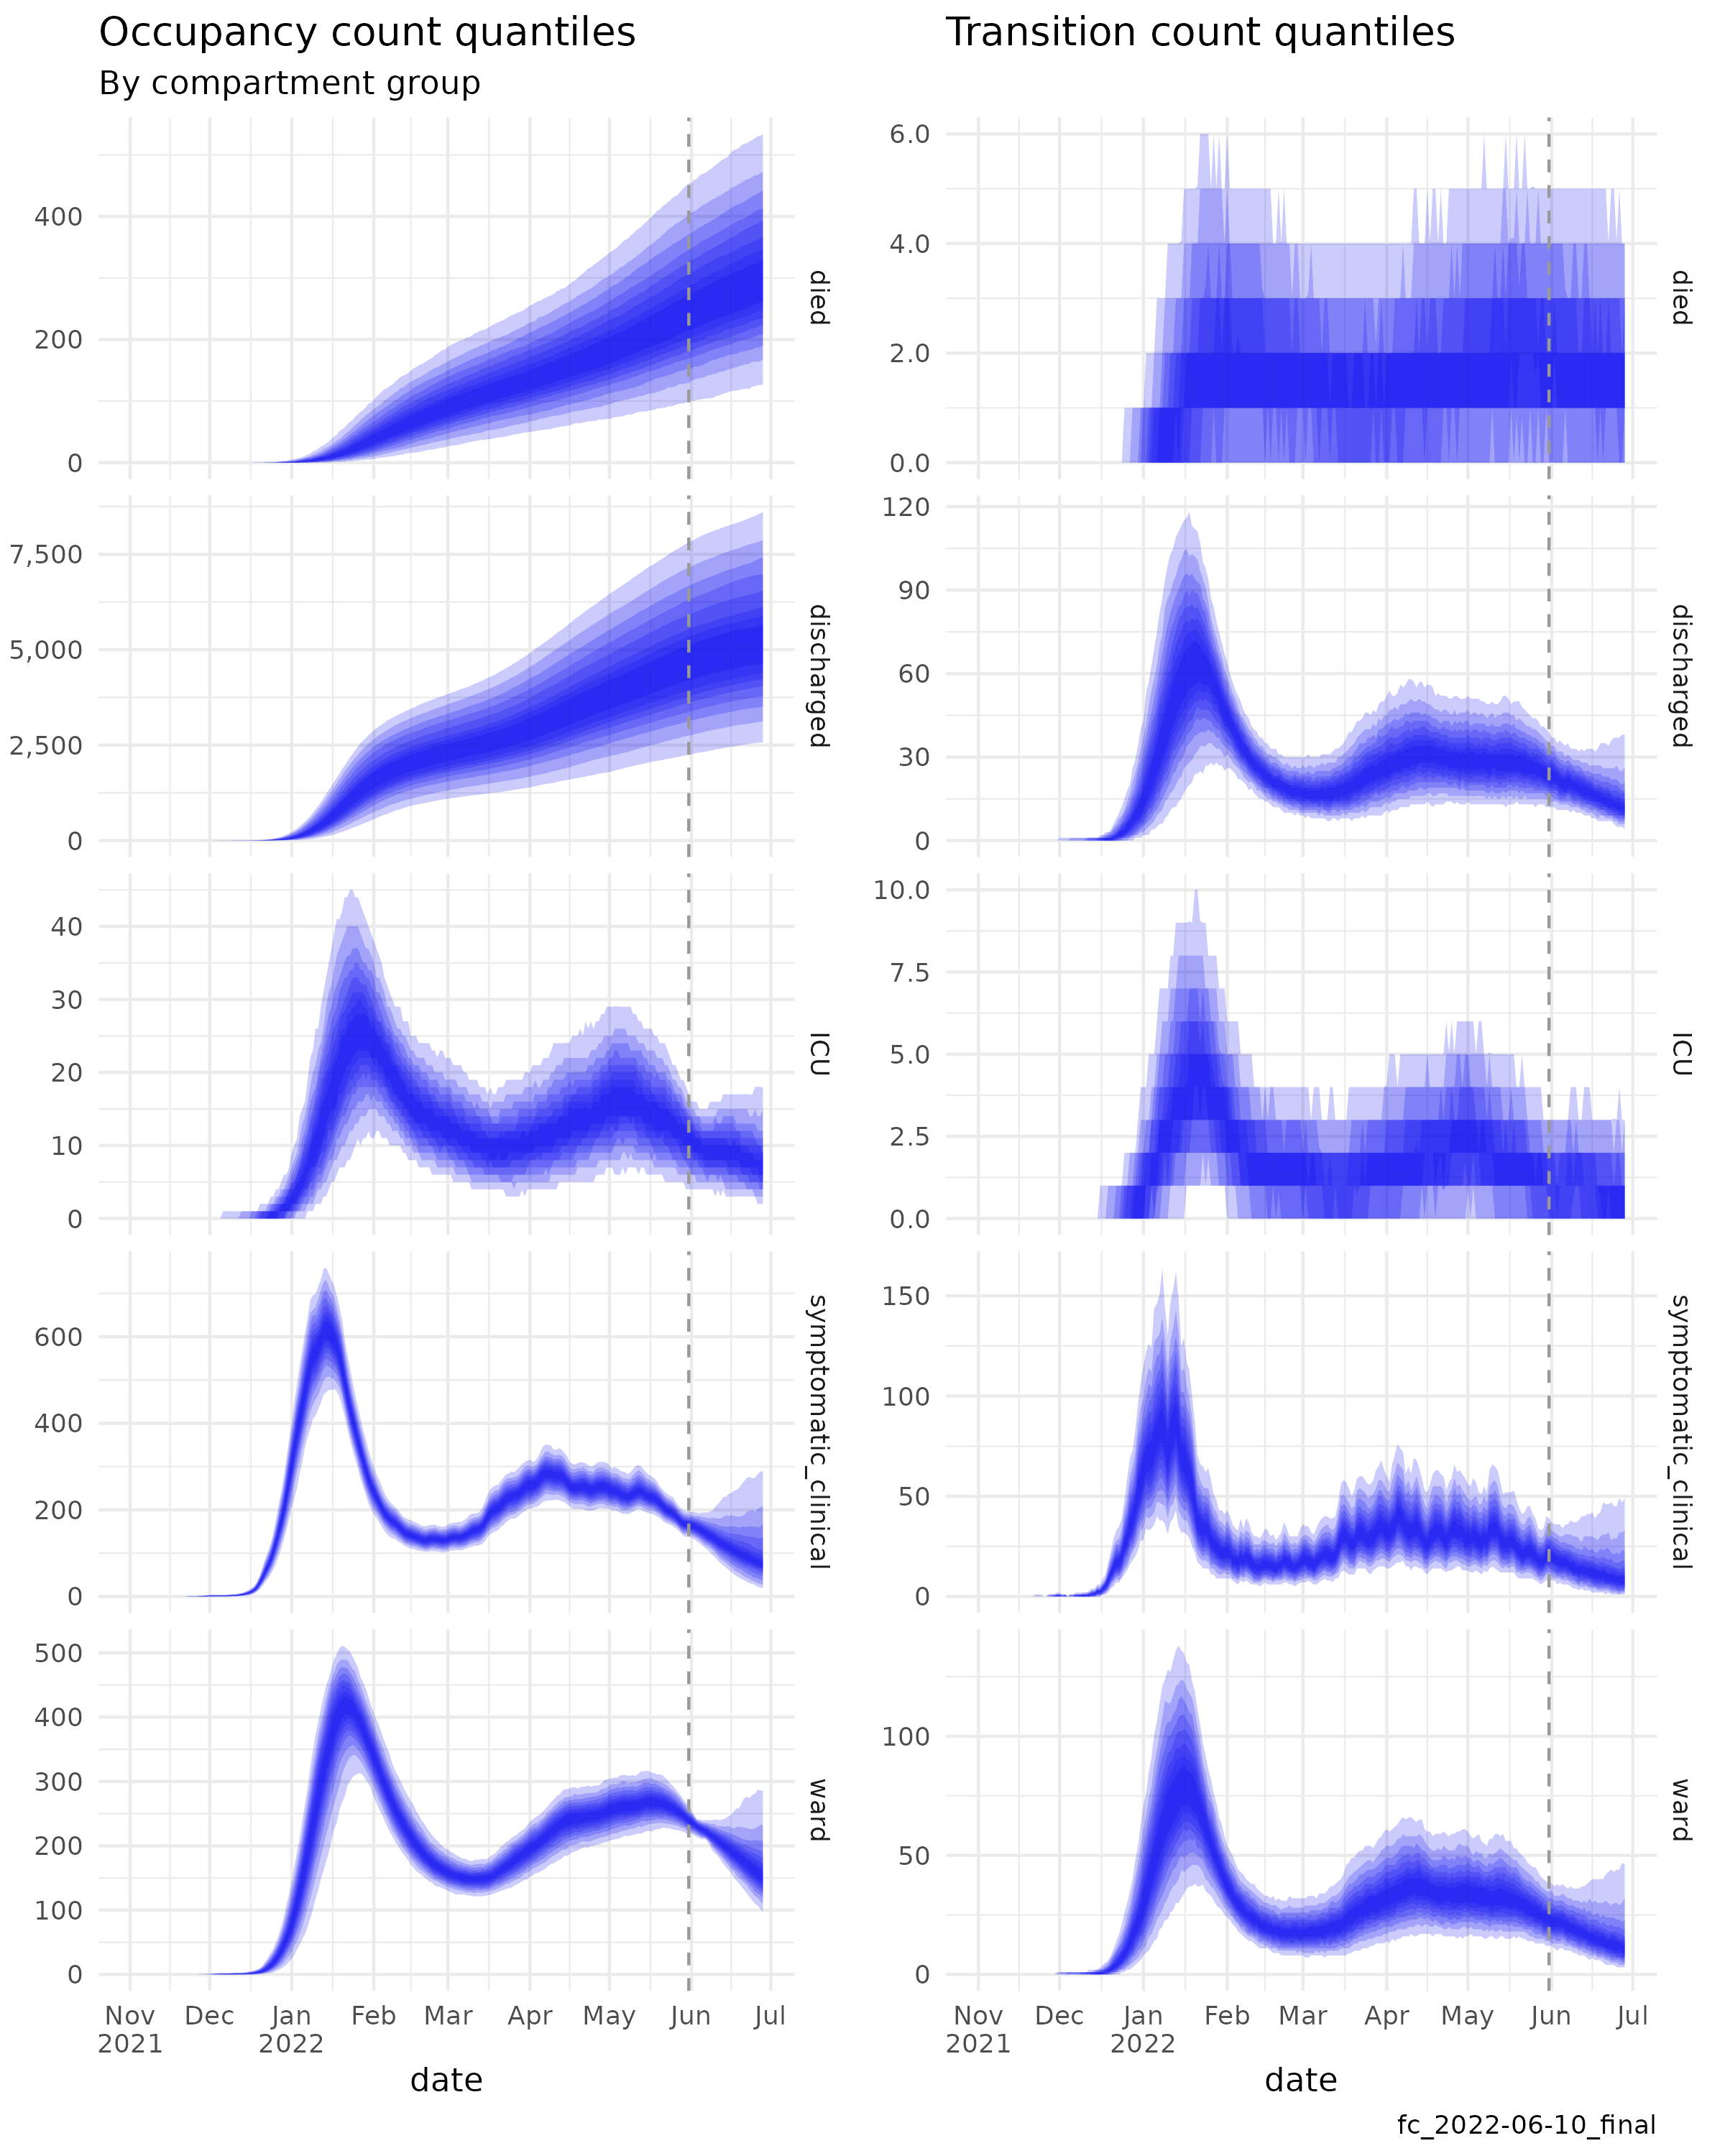 Occupancy count quantiles
By compartment group
400
200
0
died
7,500
5,000
2,500
0
discharged
40
30
20
10
0
ICU
600
400
200
0
symptomatic_clinical
500
400
300
200
100
0
ward
Nov Dec Jan Feb Mar Apr May Jun Jul
2021 2022
date
Transition count quantiles
6.0
4.0
2.0
0.0
died
120
90
60
30
0
discharged
10.0
7.5
5.0
2.5
0.0
ICU
150
100
50
0
symptomatic_clinical
100
50
0
ward
Nov Dec Jan Feb Mar Apr May Jun Jul
2021 2022
date
fc_2022-06-10_final